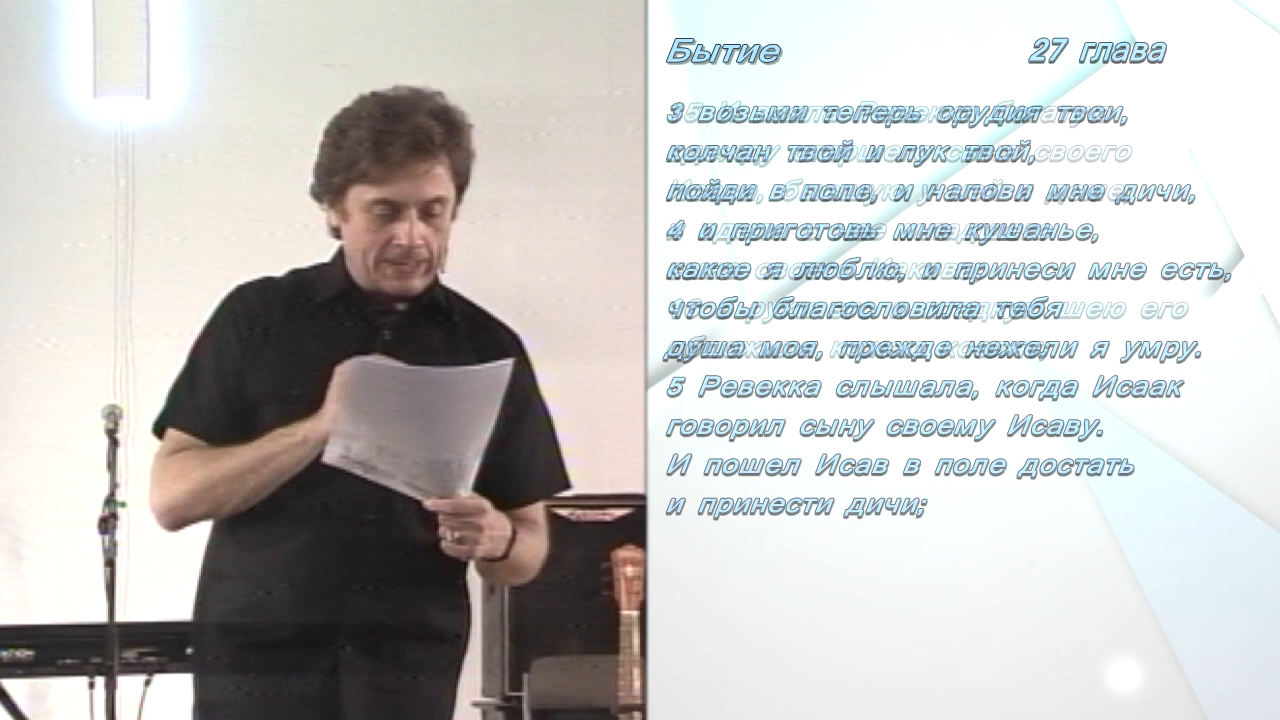 Бытие 27 глава
3 возьми теперь орудия твои,
колчан твой и лук твой,
пойди в поле, и налови мне дичи,
4 и приготовь мне кушанье,
какое я люблю, и принеси мне есть,
чтобы благословила тебя
душа моя, прежде нежели я умру.
5 Ревекка слышала, когда Исаак
говорил сыну своему Исаву.
И пошел Исав в поле достать
и принести дичи;